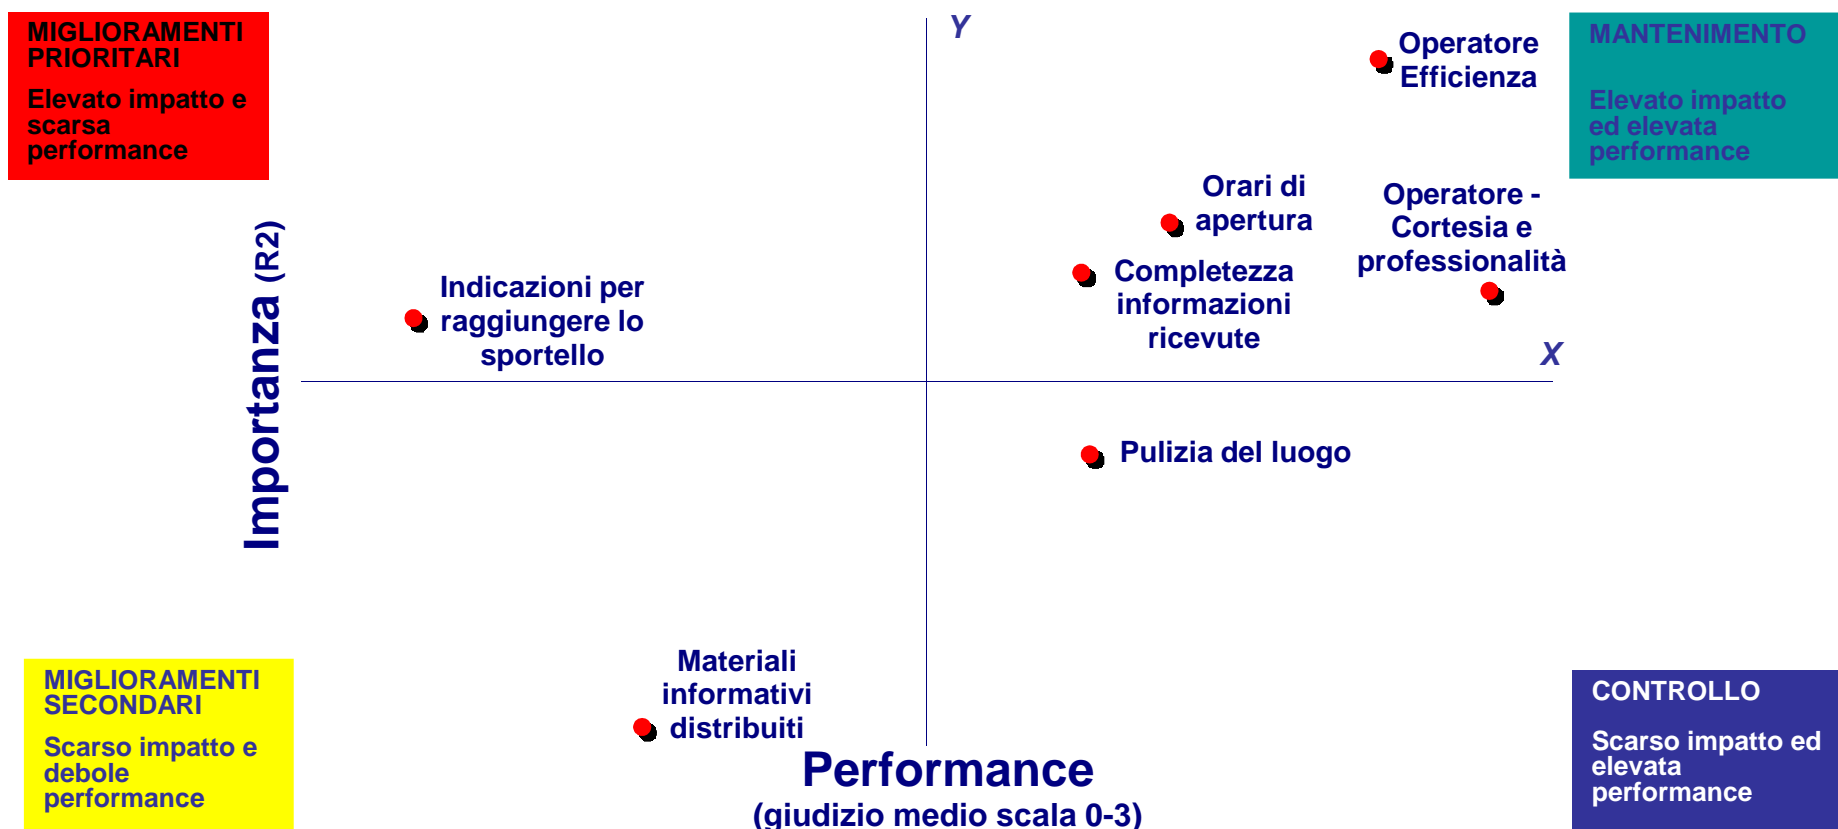 MIGLIORAMENTI
PRIORITARI
Elevato impatto e
scarsa
performance
Y
Operatore
Efficienza
MANTENIMENTO
Elevato impatto
ed elevata
performance
Orari di
apertura
Operatore -
Cortesia e
professionalità
Indicazioni per
raggiungere lo
sportello
Completezza
informazioni
ricevute
X
Importanza (R2)
Pulizia del luogo
MIGLIORAMENTI
SECONDARI
Scarso impatto e
debole
performance
Materiali
informativi
distribuiti
CONTROLLO
Scarso impatto ed
elevata
performance
Performance
(giudizio medio scala 0-3)